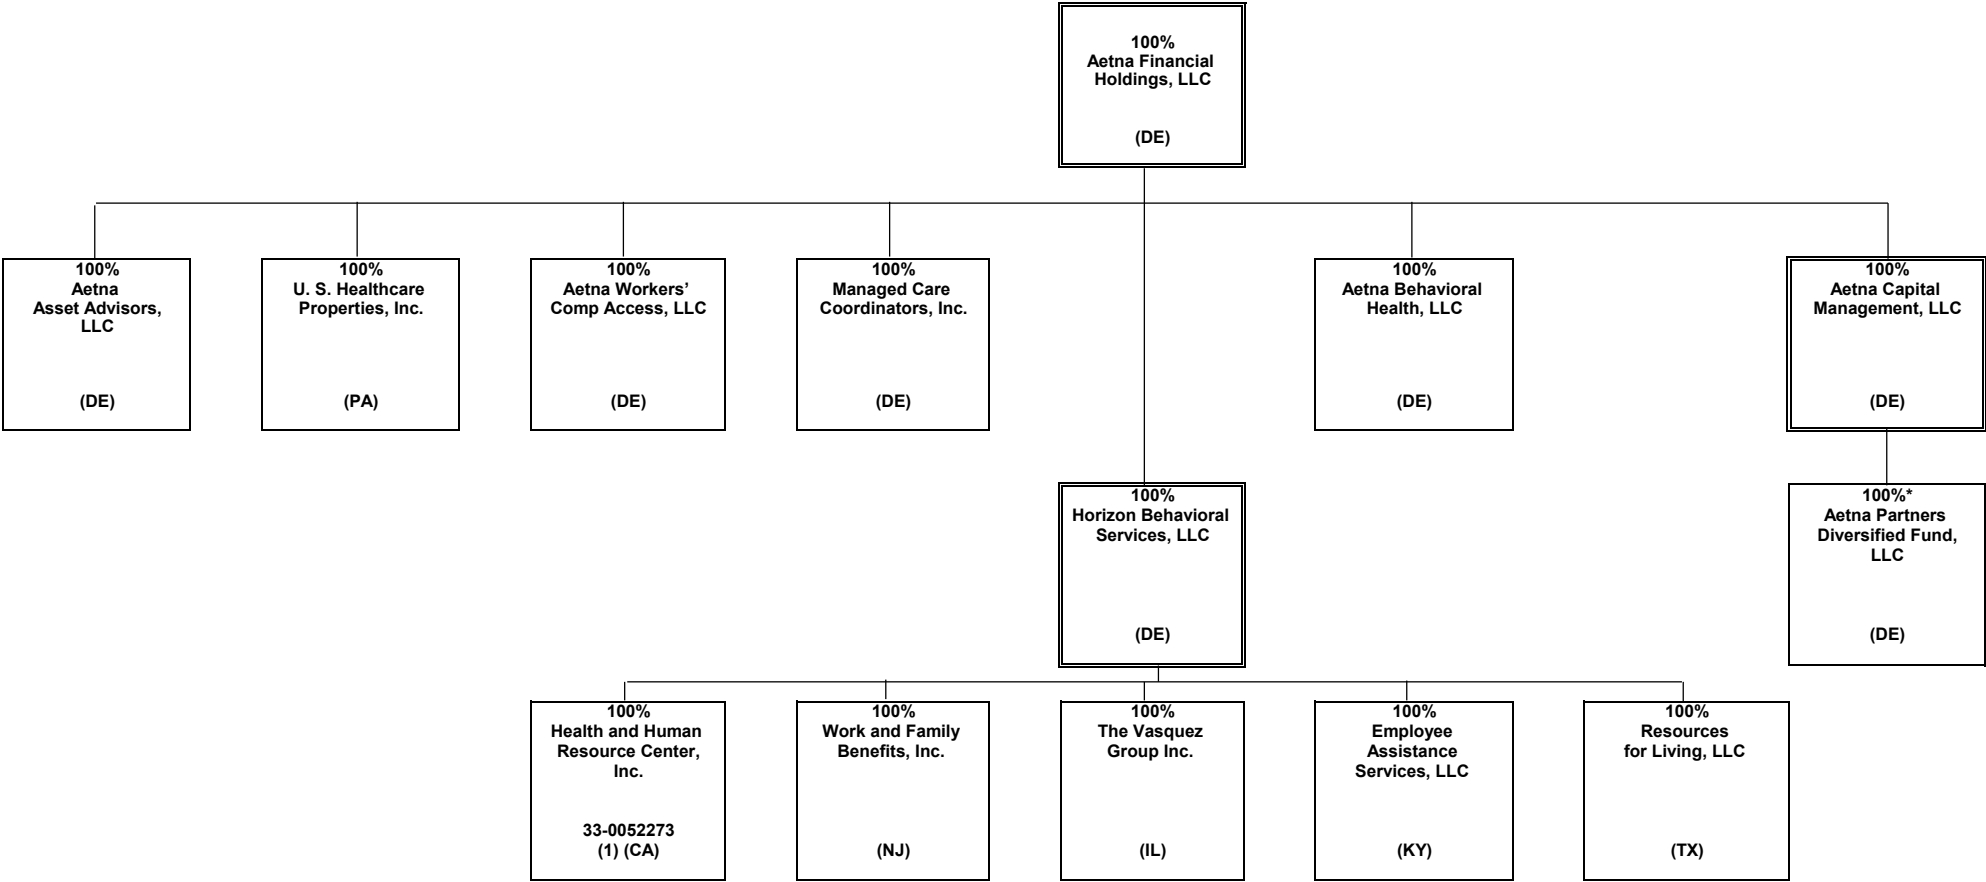 100%
Aetna Financial
Holdings, LLC
(DE)
100%
Aetna
Asset Advisors,
LLC
(DE)
100%
U. S. Healthcare
Properties, Inc.
(PA)
100%
Aetna Workers’
Comp Access, LLC
(DE)
100%
Managed Care
Coordinators, Inc.
(DE)
100%
Aetna Behavioral
Health, LLC
(DE)
100%
Aetna Capital
Management, LLC
(DE)
100%
Horizon Behavioral
Services, LLC
(DE)
100%*
Aetna Partners
Diversified Fund,
LLC
(DE)
100%
Health and Human
Resource Center,
Inc.
33-0052273
(1) (CA)
100%
Work and Family
Benefits, Inc.
(NJ)
100%
The Vasquez
Group Inc.
(IL)
100%
Employee
Assistance
Services, LLC
(KY)
100%
Resources
for Living, LLC
(TX)